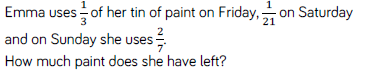 Emma uses 1/3 of her tin of paint on Friday, 1/21 on Saturday
and on Sunday she uses 2/7.
How much paint does she have left?